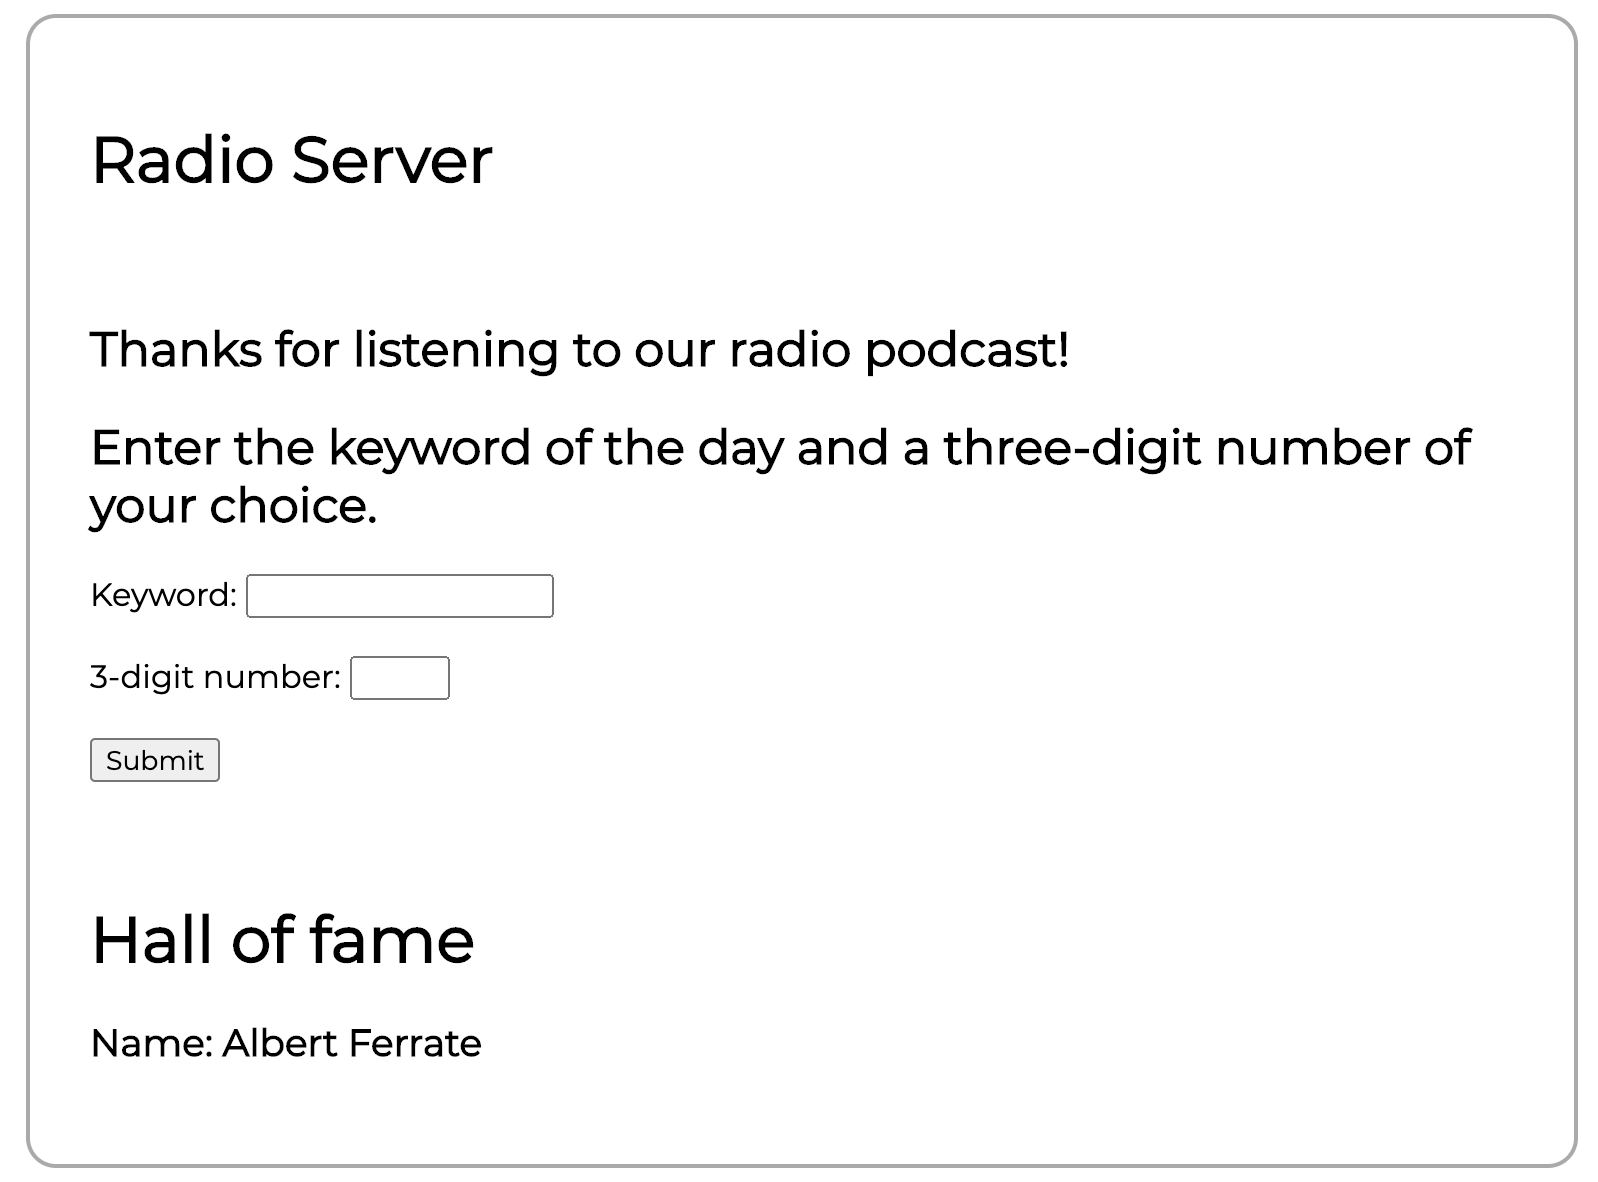 Radio Server
Thanks for listening to our radio podcast!
Enter the keyword of the day and a three-digit number of
your choice.
Keyword:
3-digit number:
Submit
Hall of fame
Name: Albert Ferrate